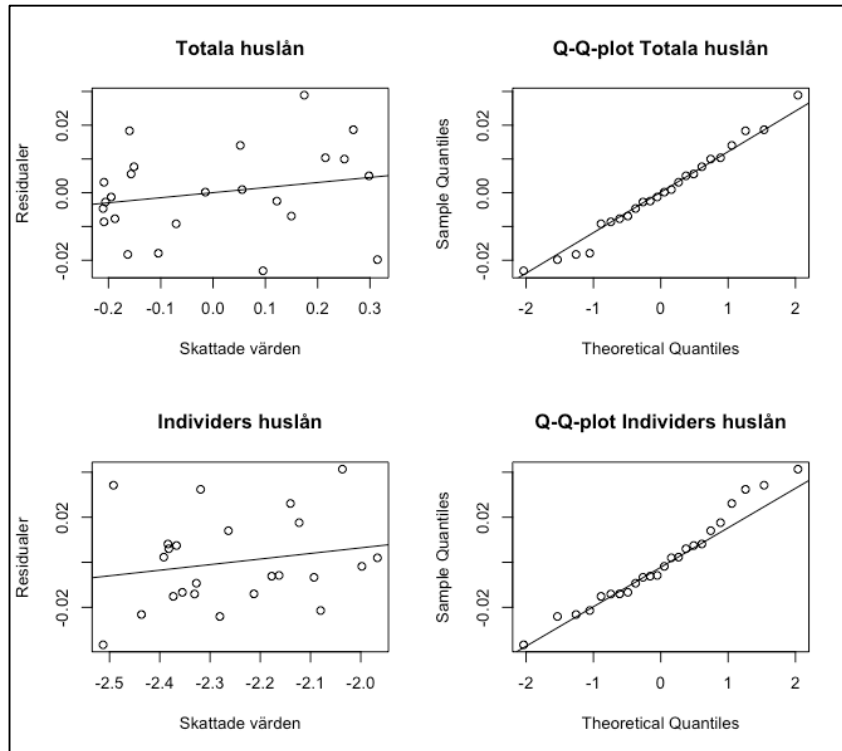 Totala huslån
Residualer
0.02
0.00
-0.02
-0.2 -0.1 0.0 0.1 0.2 0.3
Skattade värden
Q-Q-plot Totala huslån
Sample Quantiles
0.02
0.00
-0.02
-2 -1 0 1 2
Theoretical Quantiles
Individers huslån
Residualer
0.02
-0.02
-2.5 -2.4 -2.3 -2.2 -2.1 -2.0
Skattade värden
Q-Q-plot Individers huslån
Sample Quantiles
0.02
-0.02
-2 -1 0 1 2
Theoretical Quantiles